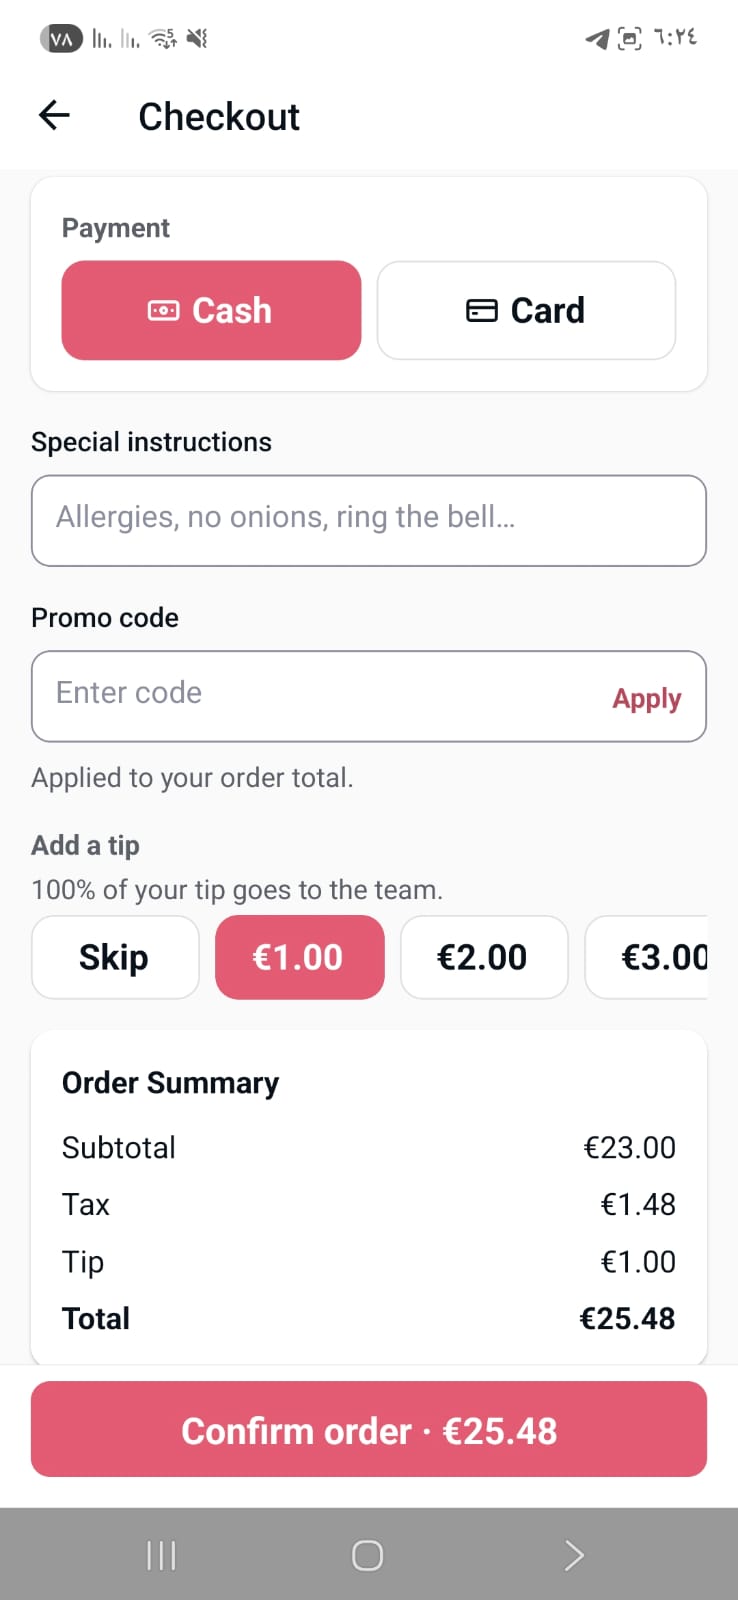 ٧٨
٦:٢٤
Checkout
Payment
Cash
Card
Special instructions
Allergies, no onions, ring the bell...
Promo code
Enter code
Apply
Applied to your order total.
Add a tip
100% of your tip goes to the team.
Skip
€1.00
€2.00
€3.00
Order Summary
Subtotal €23.00
Tax €1.48
Tip €1.00
Total €25.48
Confirm order · €25.48